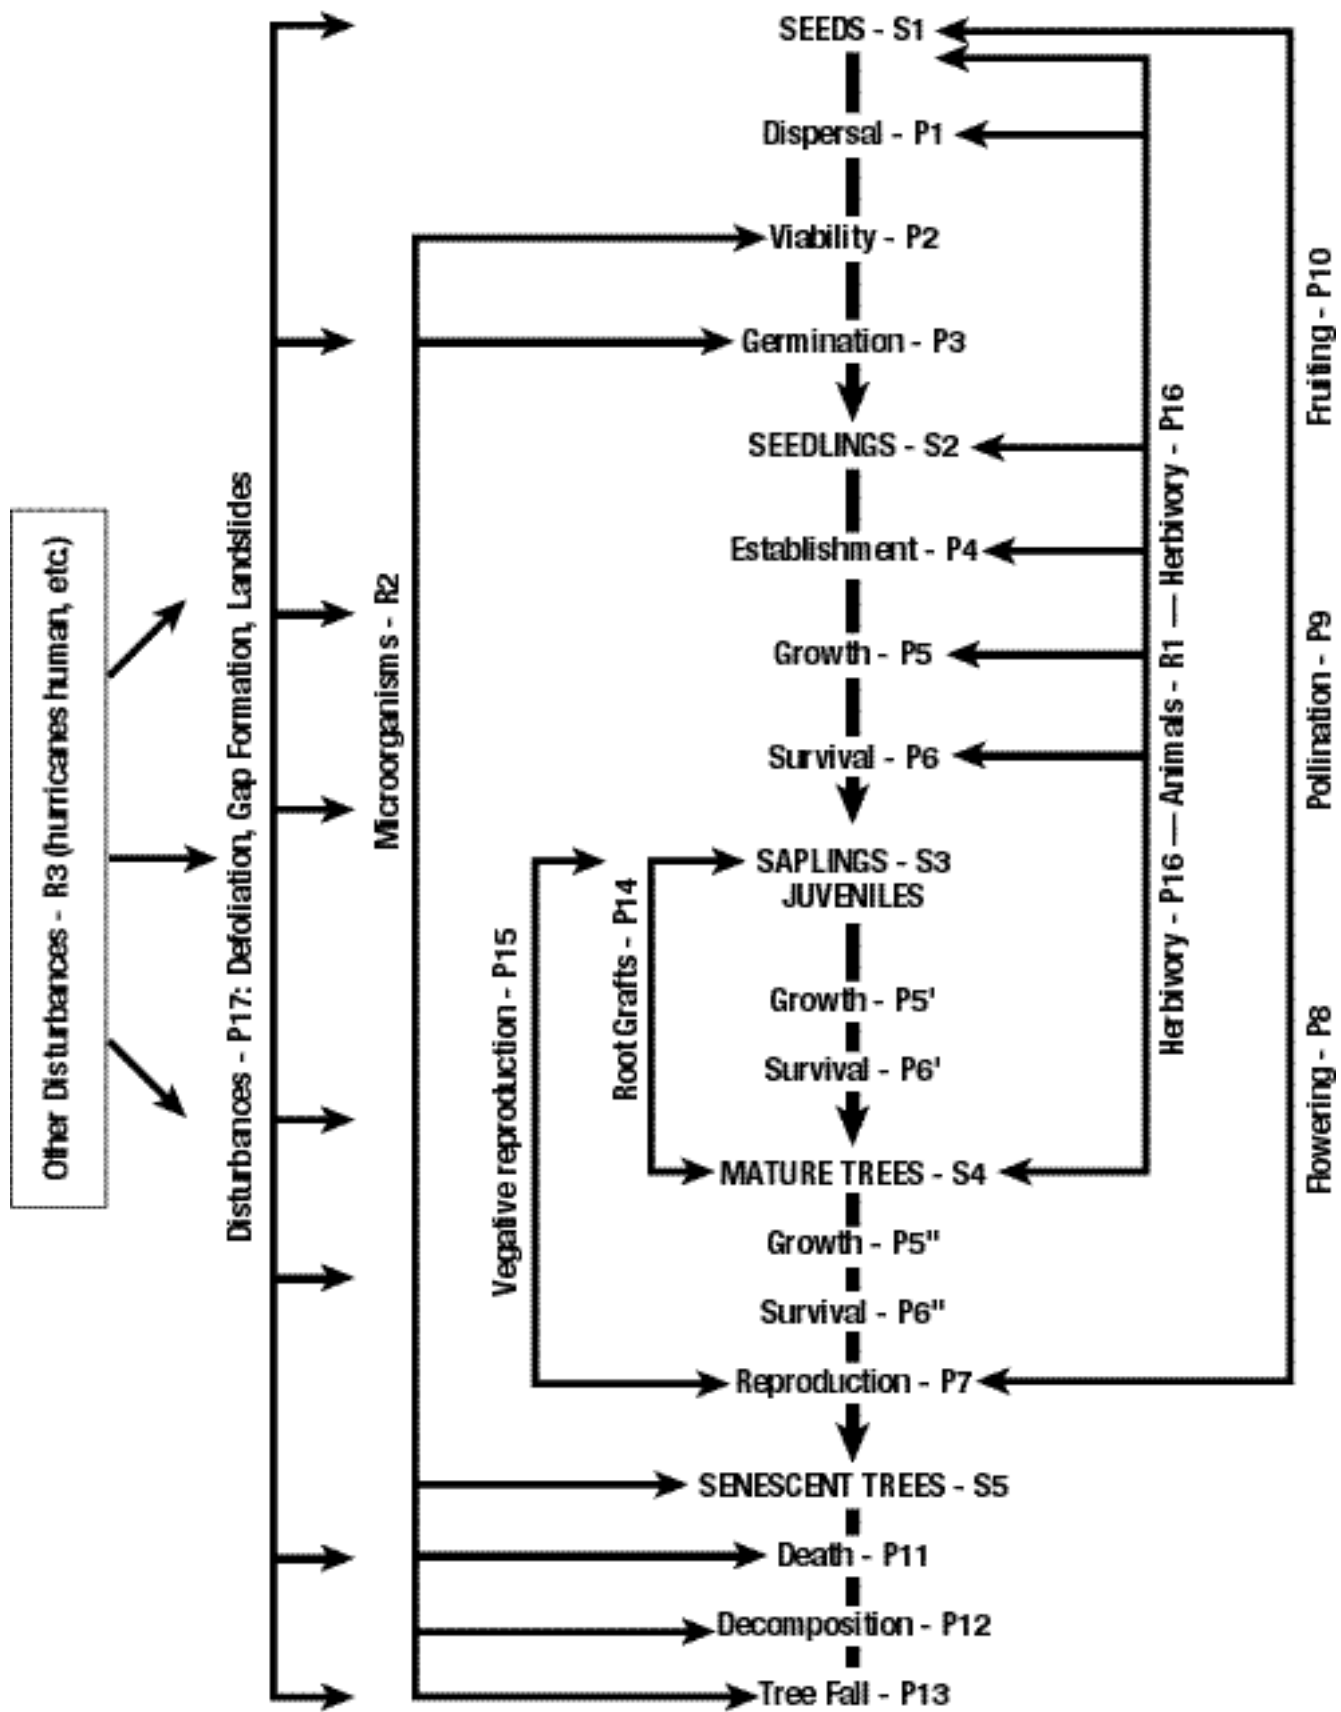 SEEDS - S1
Dispersal - P1
Viability - P2
Germination - P3
SEEDLINGS - S2
Establishment - P4
Growth - P5
Survival - P6
SAPLINGS - S3
JUVENILES
Growth - P5'
Survival - P6'
MATURE TREES - S4
Growth - P5"
Survival - P6"
Reproduction - P7
SENESCENT TREES - S5
Death - P11
Decomposition - P12
Tree Fall - P13
Other Disturbances - R3 (hurricanes human, etc.)
Disturbances - P17: Defoliation, Gap Formation, Landslides
Microorganisms - R2
Vegative reproduction - P15
Root Grafts - P14
Herbivory - P16 — Animals - R1 — Herbivory - P16
Flowering - P8
Pollination - P9
Fruiting - P10